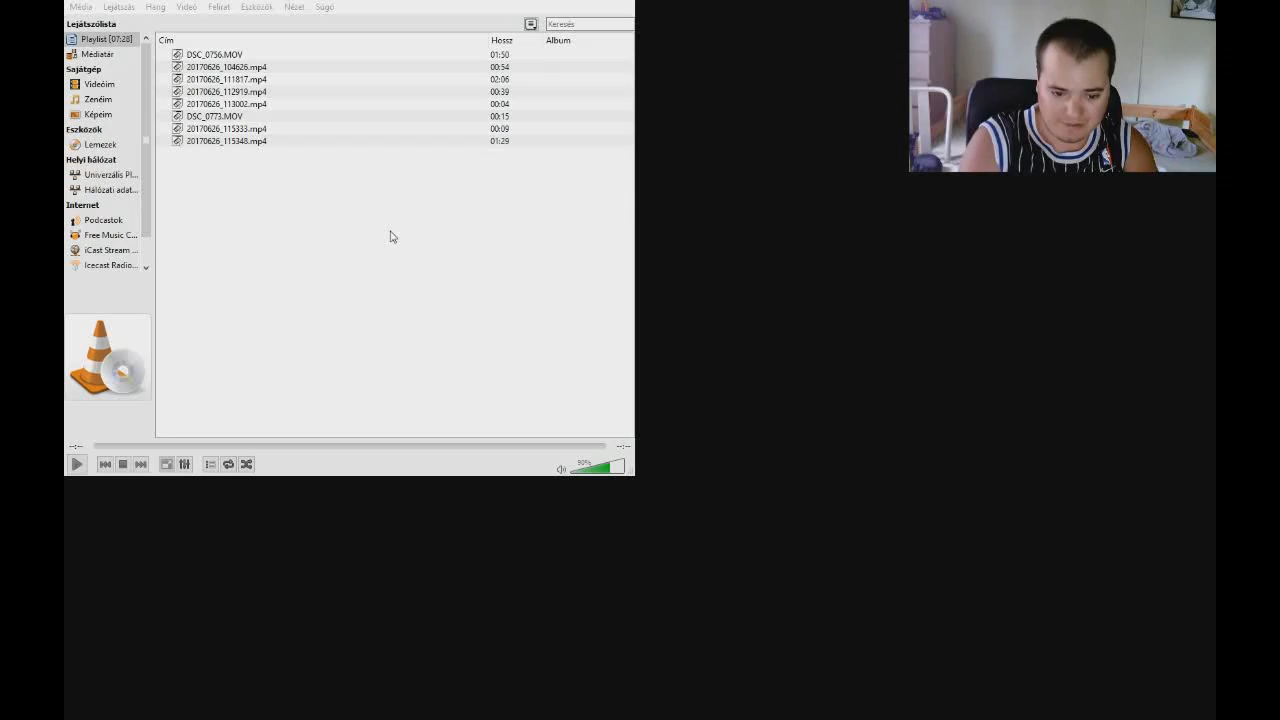 Média Lejátszás Hang Videó Felirat Eszközök Nézet Súgó
Lejátszólista
Keresés
Playlist [07:28]
Médiatár
Sajátgép
Videóim
Zenéim
Képeim
Eszközök
Lemezek
Helyi hálózat
Univerzális Pl...
Hálózati adat...
Internet
Podcastok
Free Music C...
iCast Stream ...
Icecast Radio...
Cím Hossz Album
DSC_0756.MOV 01:50
20170626_104626.mp4 00:54
20170626_111817.mp4 02:06
20170626_112919.mp4 00:39
20170626_113002.mp4 00:04
DSC_0773.MOV 00:15
20170626_115333.mp4 00:09
20170626_115348.mp4 01:29
--:-- --:--
90%